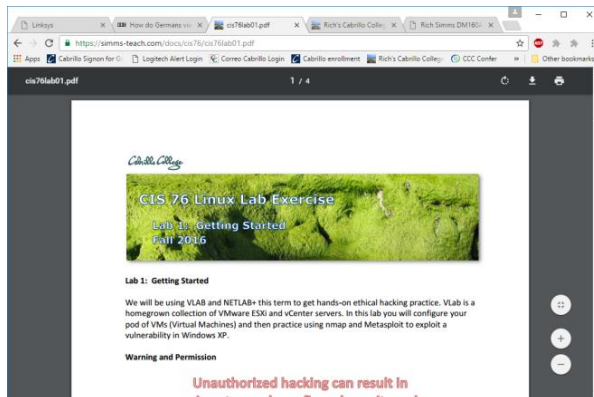 Linksys
How do Germans vi
cis76lab01.pdf
Rich's Cabrillo Colleg
Rich Simms DM160
https://simms-teach.com/docs/cis76/cis76lab01.pdf
Apps
Cabrillo Signon for G
Logitech Alert Login
Correo Cabrillo Login
Cabrillo enrollment
Rich's Cabrillo College
CCC Confer
»
Other bookmarks
cis76lab01.pdf
1 / 4
Cabrillo College
CIS 76 Linux Lab Exercise
Lab 1: Getting Started
Fall 2016
Lab 1: Getting Started
We will be using VLAB and NETLAB+ this term to get hands-on ethical hacking practice. VLab is a
homegrown collection of VMware ESXi and vCenter servers. In this lab you will configure your
pod of VMs (Virtual Machines) and then practice using nmap and Metasploit to exploit a
vulnerability in Windows XP.
Warning and Permission
Unauthorized hacking can result in